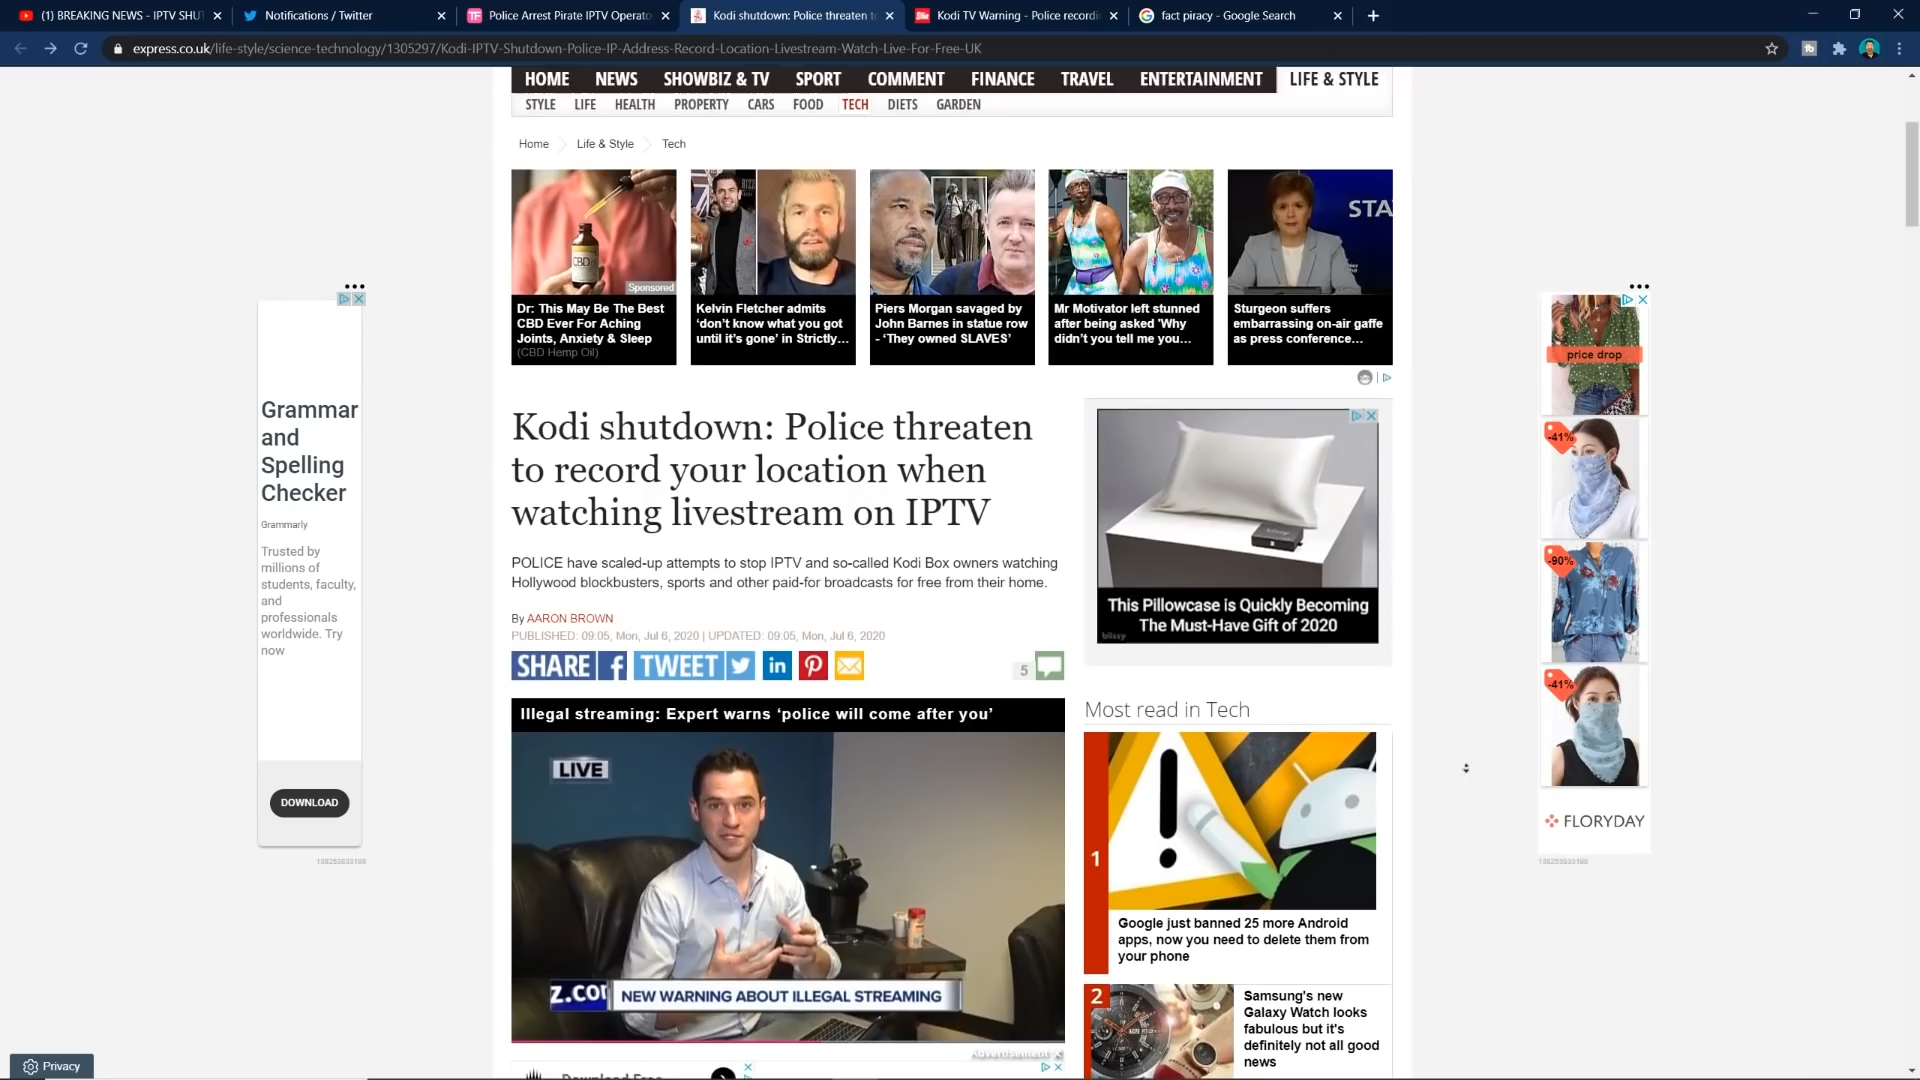 (1) BREAKING NEWS - IPTV SHUT
Notifications / Twitter
Police Arrest Pirate IPTV Operato
Kodi shutdown: Police threaten to
Kodi TV Warning - Police recordi
fact piracy - Google Search
express.co.uk/life-style/science-technology/1305297/Kodi-IPTV-Shutdown-Police-IP-Address-Record-Location-Livestream-Watch-Live-For-Free-UK
HOME NEWS SHOWBIZ & TV SPORT COMMENT FINANCE TRAVEL ENTERTAINMENT LIFE & STYLE
STYLE LIFE HEALTH PROPERTY CARS FOOD TECH DIETS GARDEN
Home Life & Style Tech
CBD
Sponsored
STA
Dr: This May Be The Best
CBD Ever For Aching
Joints, Anxiety & Sleep
(CBD Hemp Oil)
Kelvin Fletcher admits
‘don’t know what you got
until it’s gone’ in Strictly...
Piers Morgan savaged by
John Barnes in statue row
- ‘They owned SLAVES’
Mr Motivator left stunned
after being asked 'Why
didn’t you tell me you...
Sturgeon suffers
embarrassing on-air gaffe
as press conference...
Grammar
and
Spelling
Checker
Grammarly
Trusted by
millions of
students, faculty,
and
professionals
worldwide. Try
now
DOWNLOAD
Kodi shutdown: Police threaten
to record your location when
watching livestream on IPTV
POLICE have scaled-up attempts to stop IPTV and so-called Kodi Box owners watching
Hollywood blockbusters, sports and other paid-for broadcasts for free from their home.
By AARON BROWN
PUBLISHED: 09:05, Mon, Jul 6, 2020 | UPDATED: 09:05, Mon, Jul 6, 2020
SHARE f TWEET in 5
Illegal streaming: Expert warns ‘police will come after you’
LIVE
z.co
NEW WARNING ABOUT ILLEGAL STREAMING
Advertisement
This Pillowcase is Quickly Becoming
The Must-Have Gift of 2020
blissy
Most read in Tech
1
Google just banned 25 more Android
apps, now you need to delete them from
your phone
2
Samsung's new
Galaxy Watch looks
fabulous but it's
definitely not all good
news
price drop
-41%
-90%
-41%
FLORYDAY
Privacy